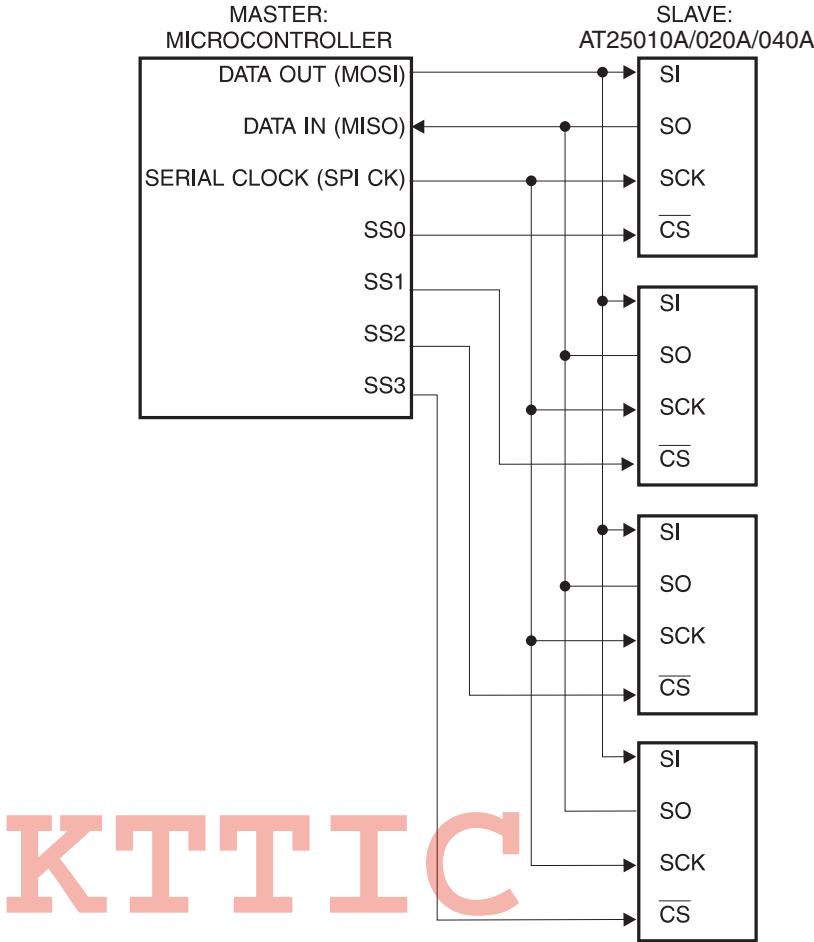 MASTER:
MICROCONTROLLER
SLAVE:
AT25010A/020A/040A
DATA OUT (MOSI)
DATA IN (MISO)
SERIAL CLOCK (SPI CK)
SS0
SS1
SS2
SS3
SI
SO
SCK
CS
SI
SO
SCK
CS
SI
SO
SCK
CS
SI
SO
SCK
CS
KTTIC